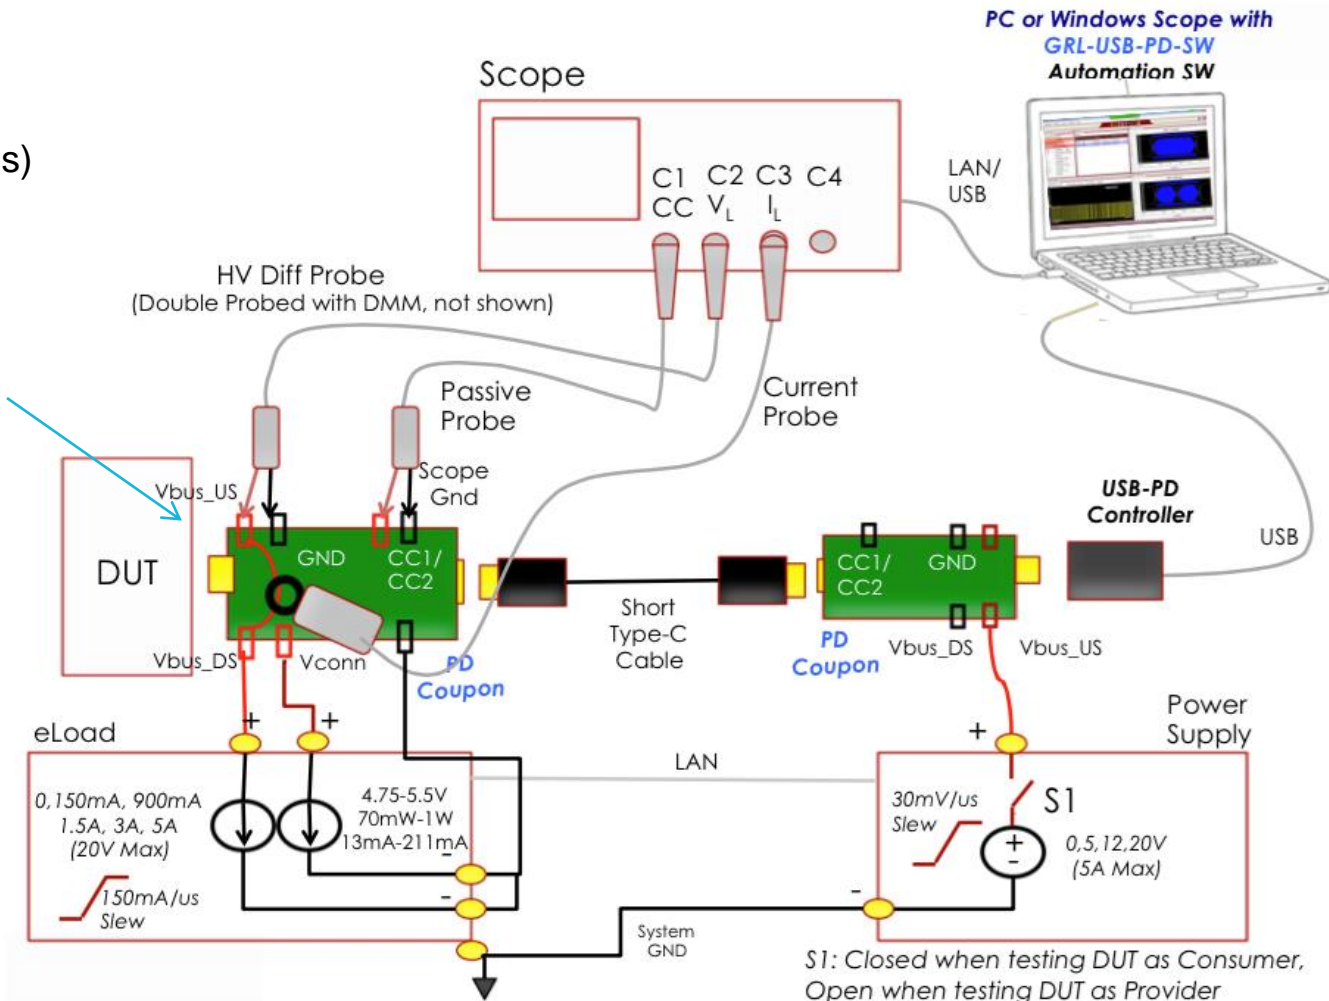 PC or Windows Scope with
GRL-USB-PD-SW
Automation SW
Scope
s)
C1 C2 C3 C4
CC VL IL
LAN/
USB
HV Diff Probe
(Double Probed with DMM, not shown)
Passive
Probe
Current
Probe
Scope
Gnd
Vbus_US
USB-PD
Controller
USB
DUT
GND
CC1/
CC2
CC1/
CC2
GND
Short
Type-C
Cable
Vbus_DS
Vconn
PD
Coupon
PD
Coupon
Vbus_DS
Vbus_US
eLoad
+
+
Power
Supply
+
LAN
0,150mA, 900mA
1.5A, 3A, 5A
(20V Max)
150mA/us
Slew
4.75-5.5V
70mW-1W
13mA-211mA
-
-
30mV/us
Slew
S1
+
-
0,5,12,20V
(5A Max)
-
System
GND
S1: Closed when testing DUT as Consumer,
Open when testing DUT as Provider